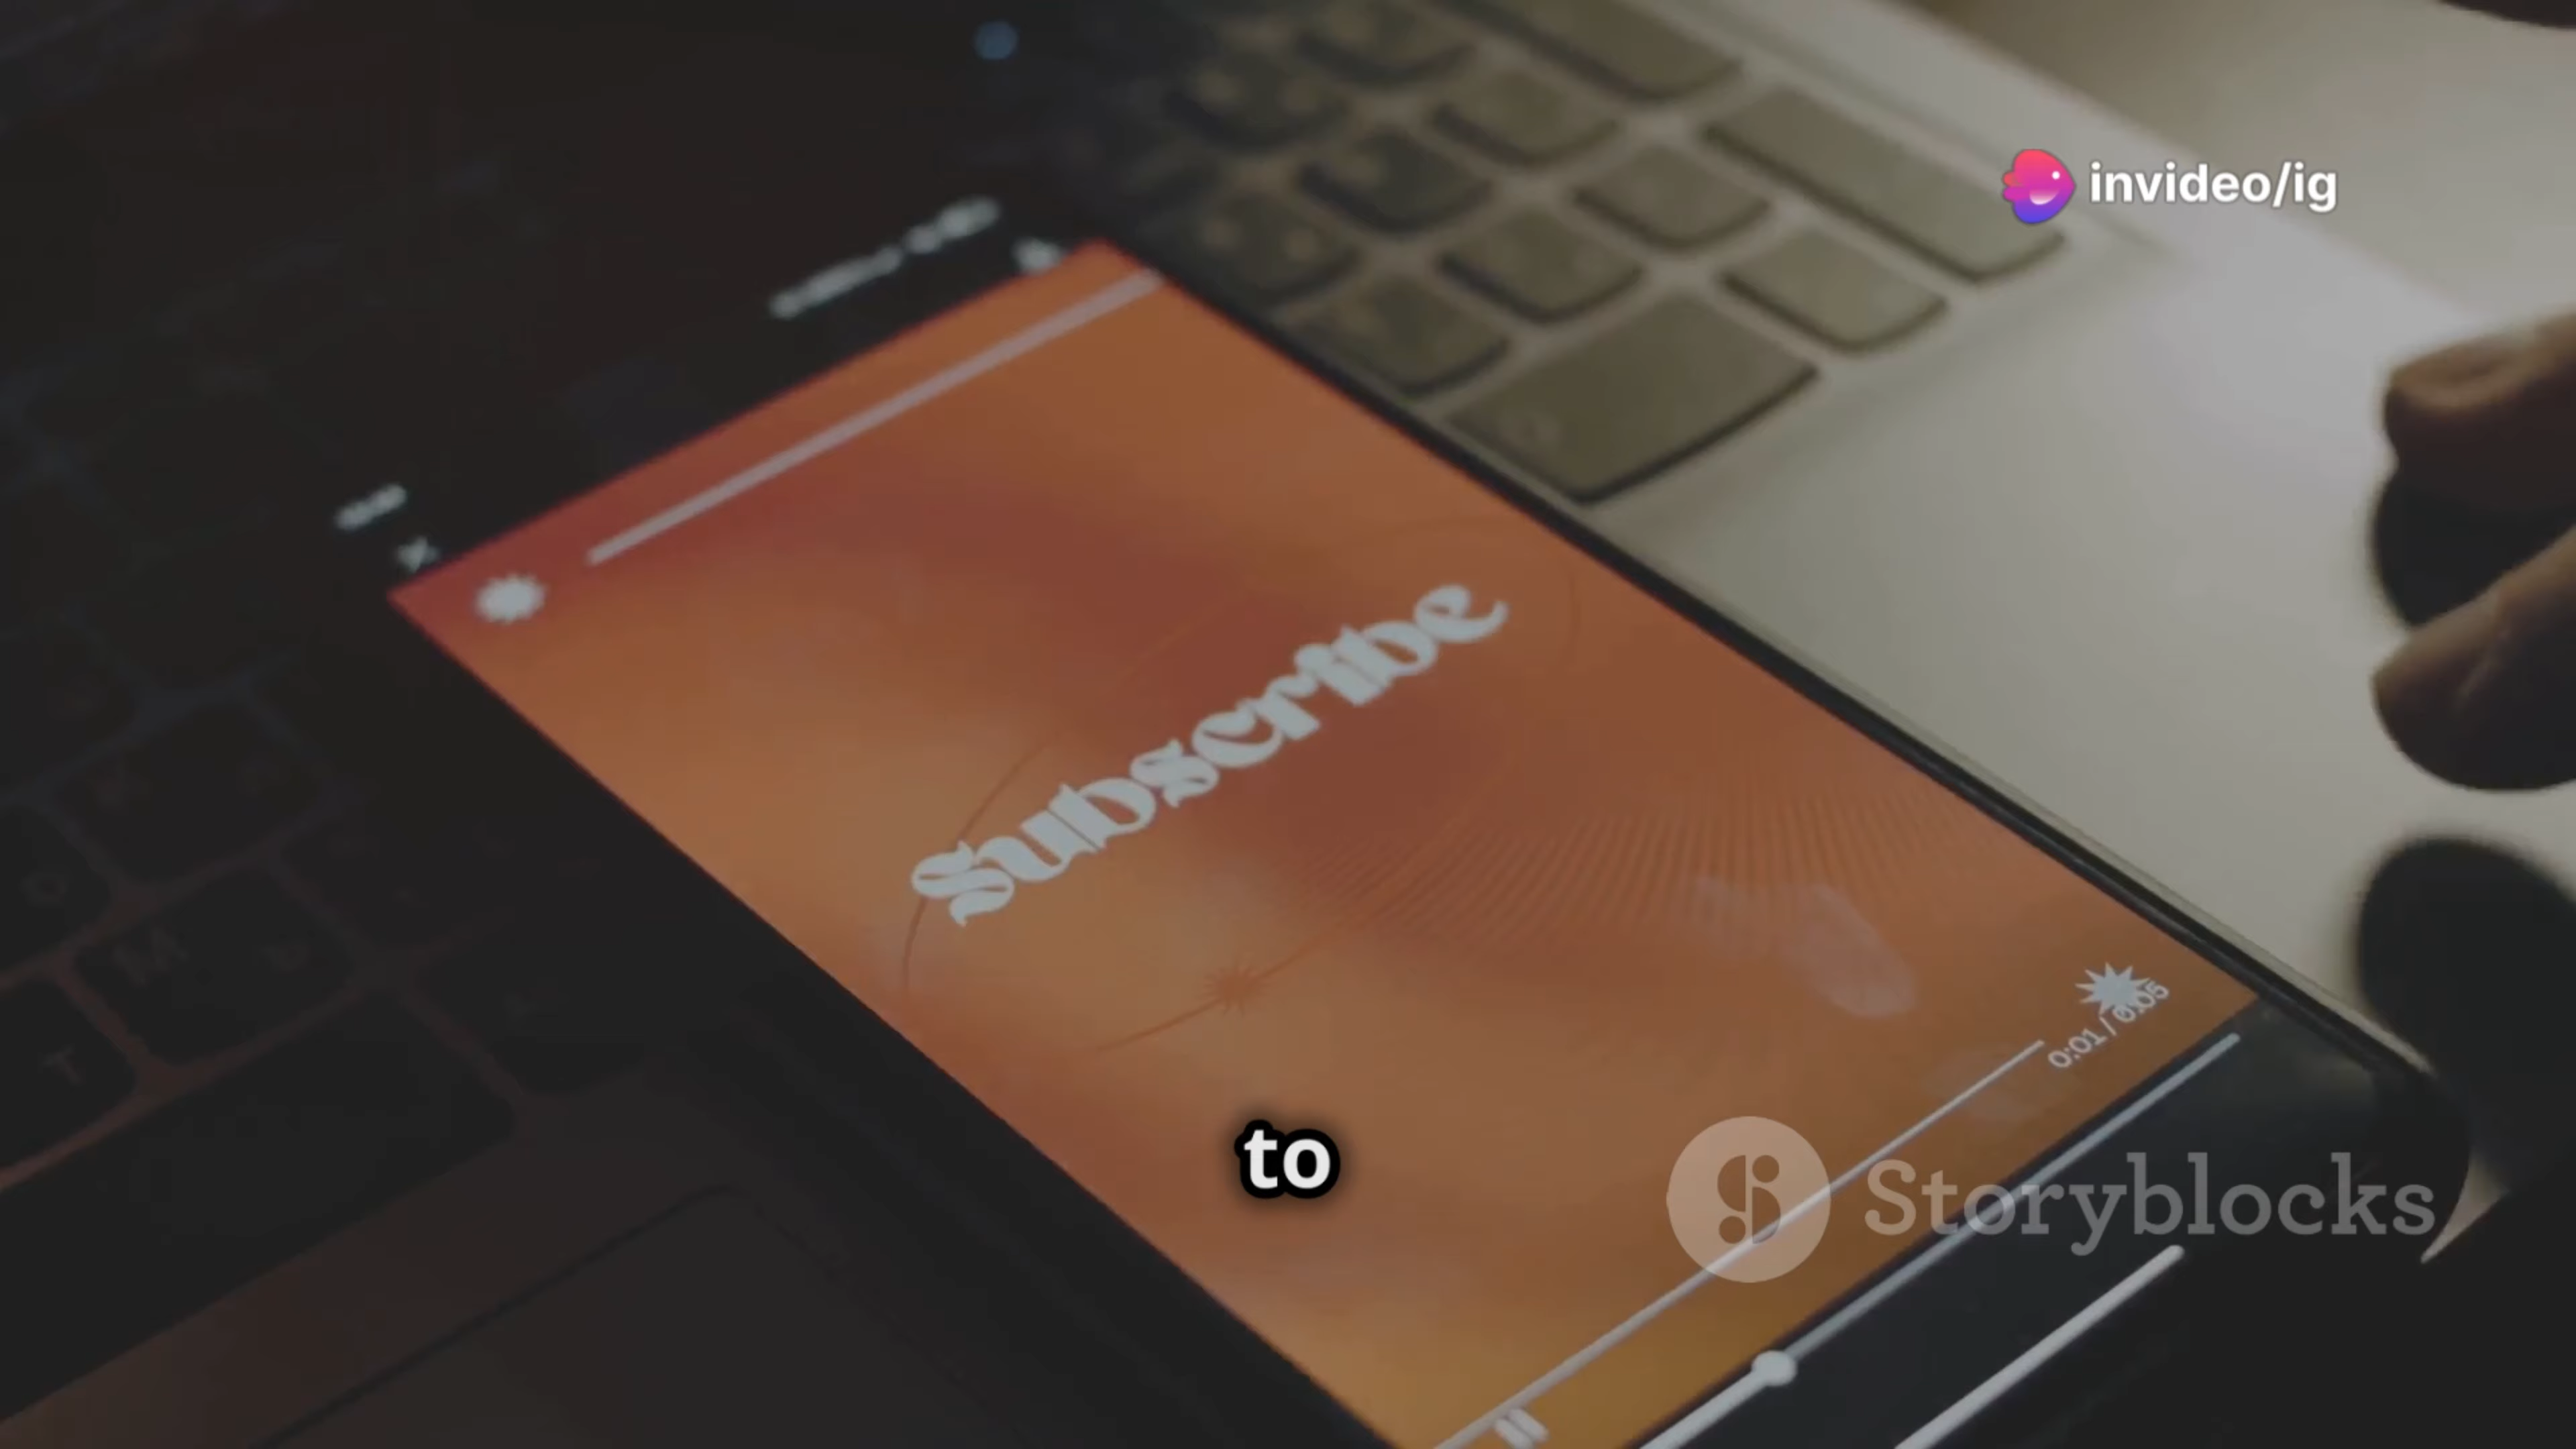 invideo/ig
Subscribe
0:01 / 0:05
to
Storyblocks
M
T